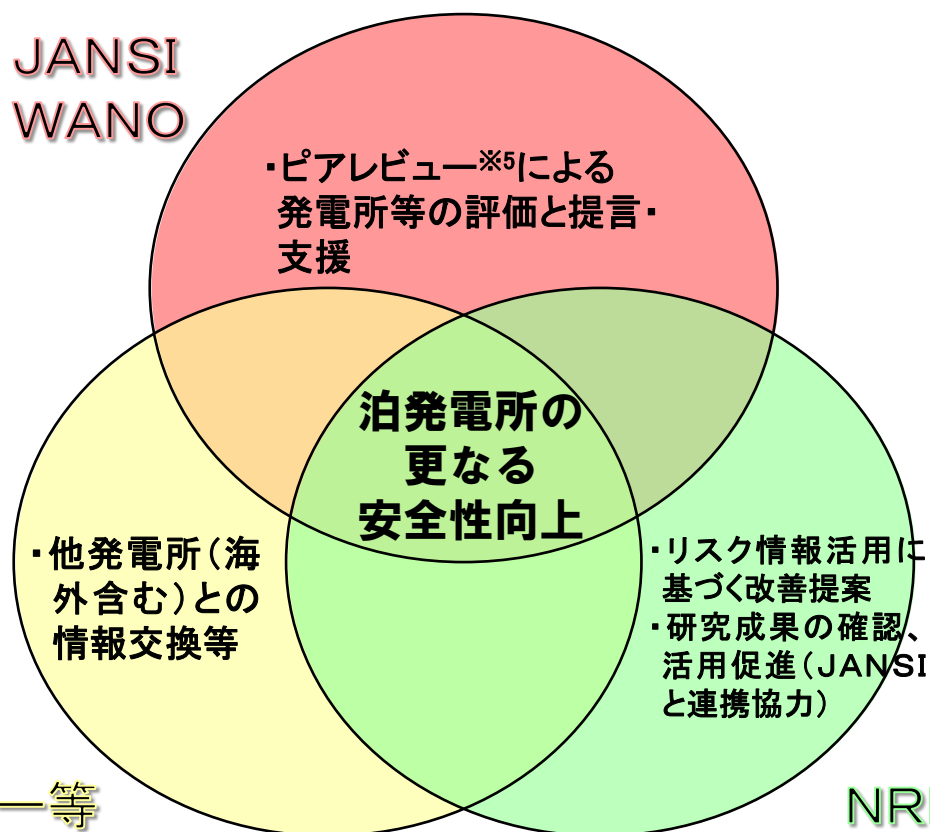 JANSI
WANO
・ピアレビュー※5による
発電所等の評価と提言・
支援
泊発電所の
更なる
安全性向上
・他発電所(海
外含む)との
情報交換等
・リスク情報活用に
基づく改善提案
・研究成果の確認、
活用促進(JANSI
と連携協力)
ー等